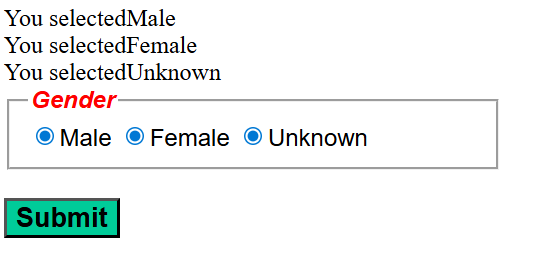 You selectedMale
You selectedFemale
You selectedUnknown
Gender
Male Female Unknown
Submit